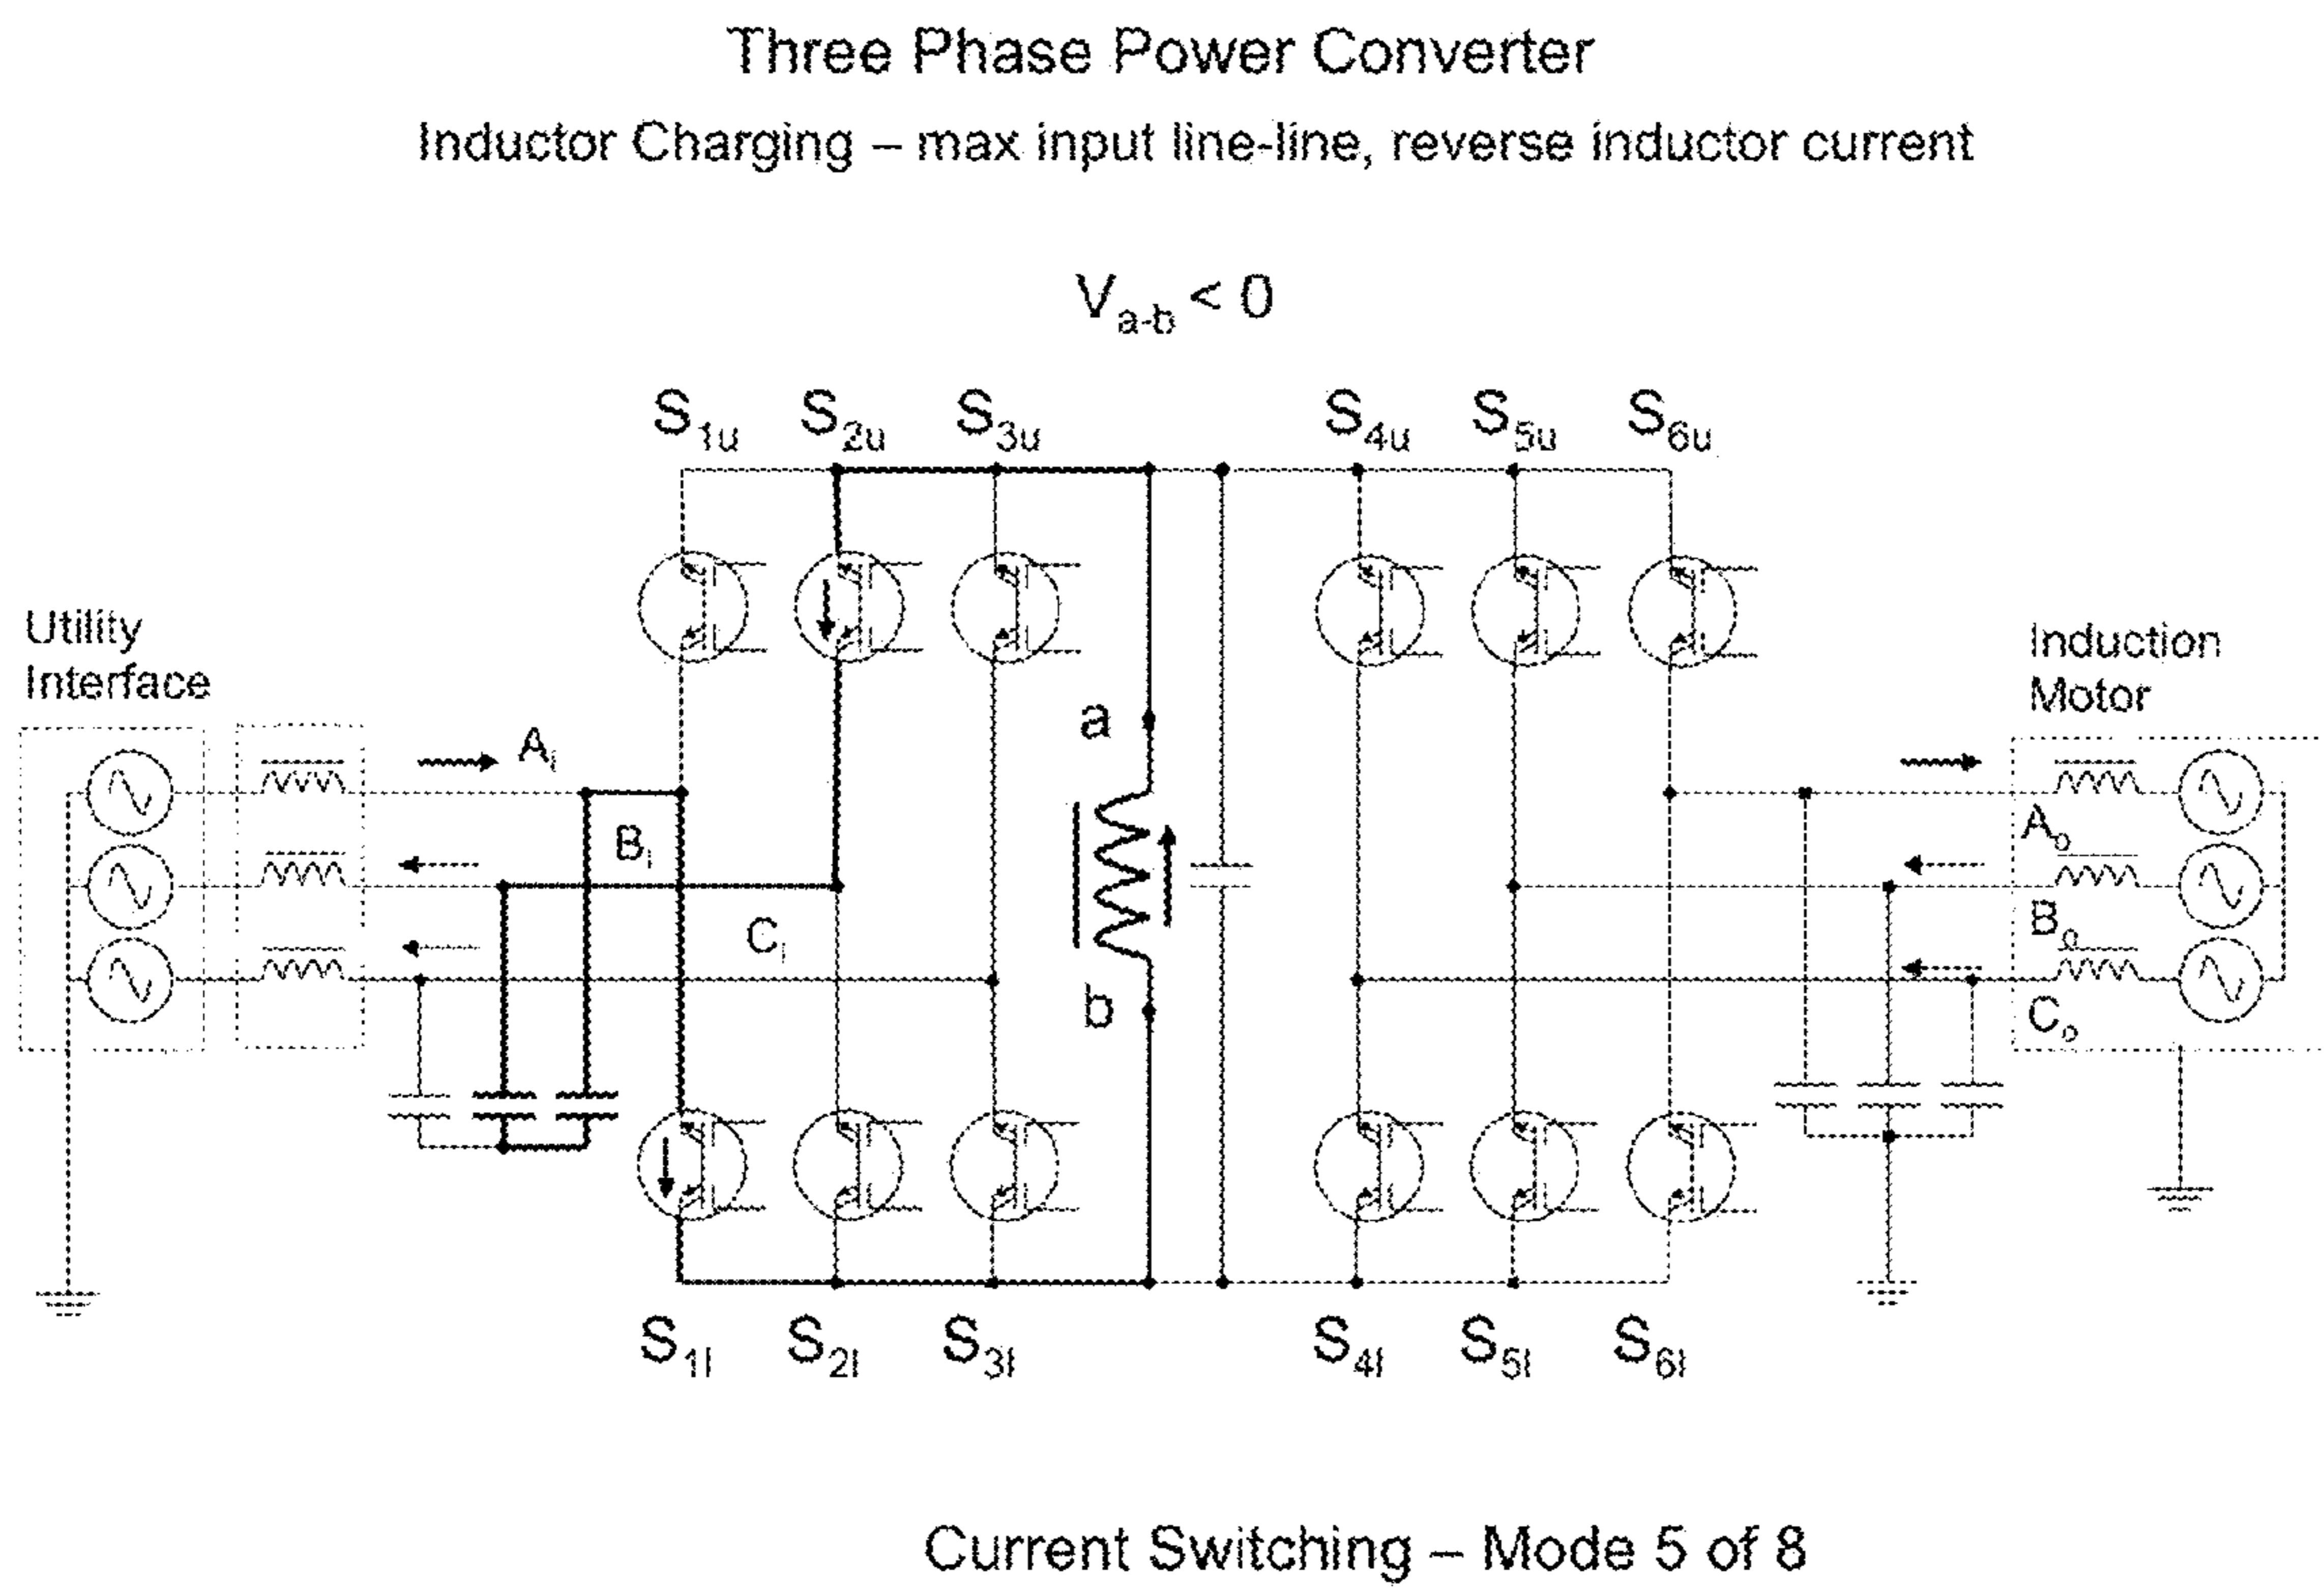 Three Phase Power Converter
Inductor Charging – max input line-line, reverse inductor current
V a-b < 0
S1u S2u S3u S4u S5u S6u
Utility
Interface
Induction
Motor
Ai
a
Bi
Ao
Ci
Bo
b
Co
S1l S2l S3l S4l S5l S6l
Current Switching – Mode 5 of 8